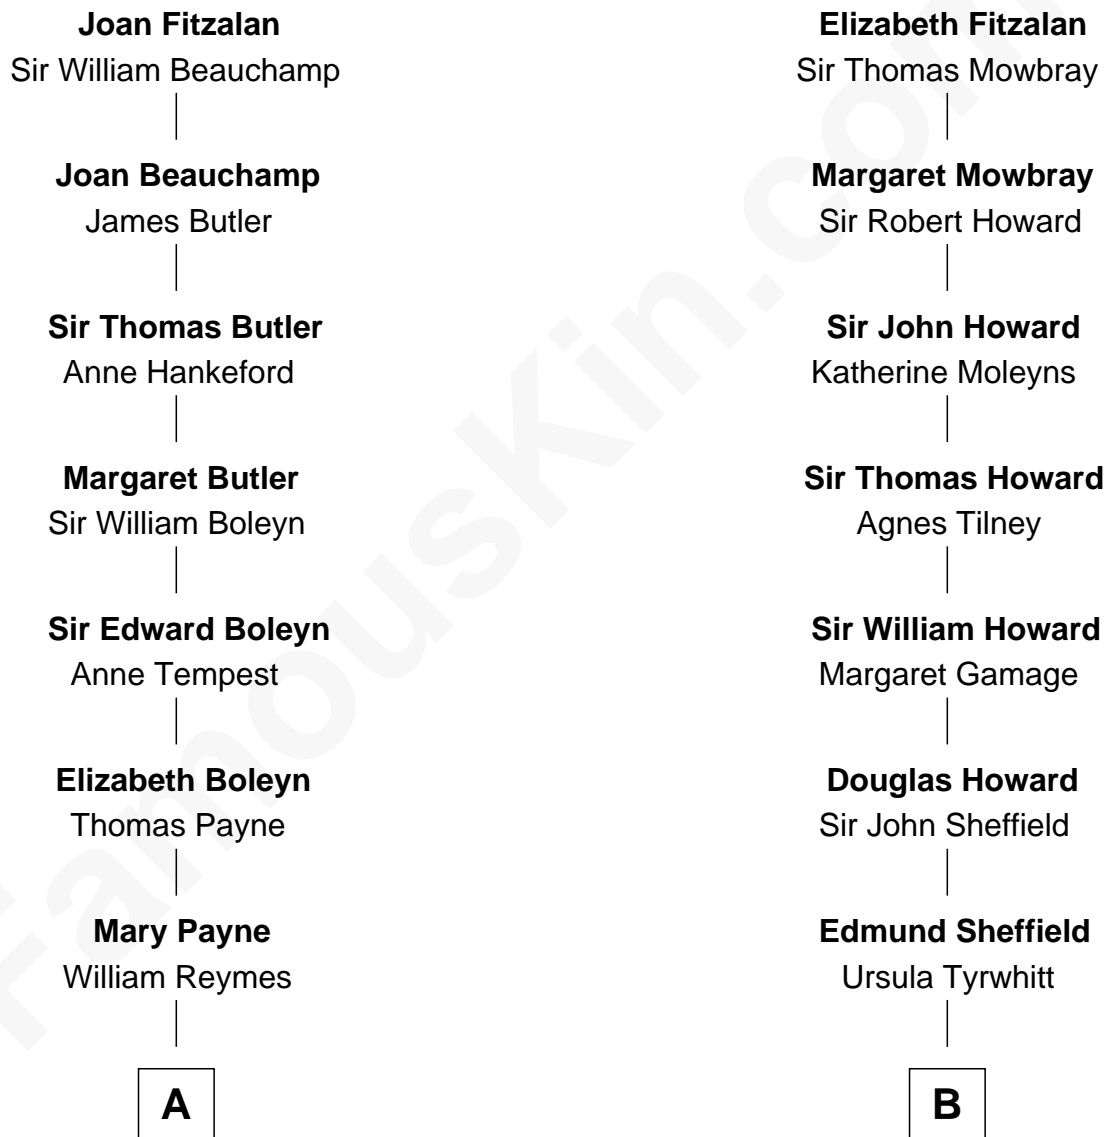 Joan Fitzalan
Sir William Beauchamp
Joan Beauchamp
James Butler
Sir Thomas Butler
Anne Hankeford
Margaret Butler
Sir William Boleyn
Sir Edward Boleyn
Anne Tempest
Elizabeth Boleyn
Thomas Payne
Mary Payne
William Reymes
A
Elizabeth Fitzalan
Sir Thomas Mowbray
Margaret Mowbray
Sir Robert Howard
Sir John Howard
Katherine Moleyns
Sir Thomas Howard
Agnes Tilney
Sir William Howard
Margaret Gamage
Douglas Howard
Sir John Sheffield
Edmund Sheffield
Ursula Tyrwhitt
B
FamousKin.com